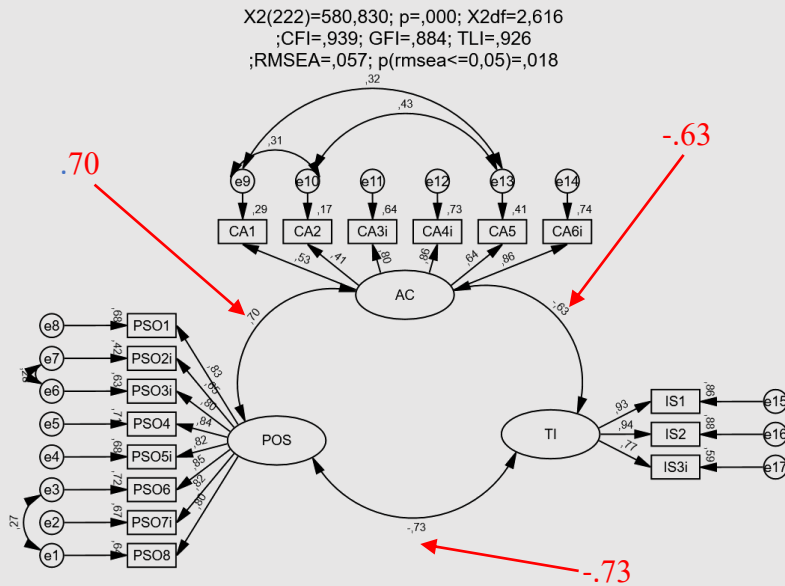 X2(222)=580,830; p=,000; X2df=2,616
;CFI=,939; GFI=,884; TLI=,926
;RMSEA=,057; p(rmsea<=0,05)=,018
,32
,43
,31
.70
-.63
e9 e10 e11 e12 e13 e14
,29 ,17 ,64 ,73 ,41 ,74
CA1 CA2 CA3i CA4i CA5 CA6i
,53 ,41 ,80 ,86 ,64 ,86
AC
,70
-,63
e8 ,68 PSO1
e7 ,42 PSO2i
,28
e6 ,63 PSO3i
e5 ,7 PSO4
e4 ,68 PSO5i
e3 ,72 PSO6
e2 ,67 PSO7i
e1 ,64 PSO8
,27
,83
,65
,80
,84
,82
,85
,82
,80
POS
TI
,93 IS1 ,86 e15
,94 IS2 ,88 e16
,77 IS3i ,59 e17
-,73
-.73